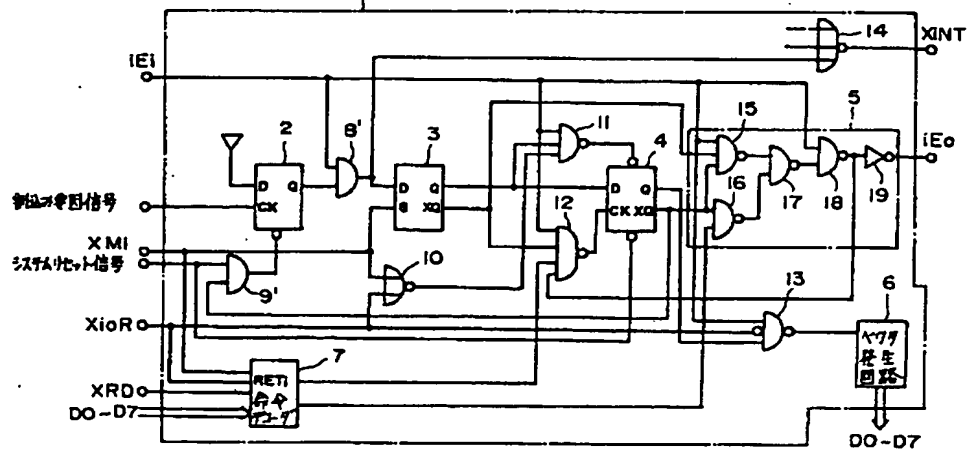 14
XINT
iEi
15
5
2
8'
3
11
4
iEo
D
Q
D
Q
D
Q
CK
G
XQ
12
CK
XQ
16
17
18
19
割込み要因信号
XMI
システムリセット信号
9'
10
13
6
XioR
7
ベクタ
発生
回路
XRD
RETI
命令
デコーダ
D0~D7
D0~D7